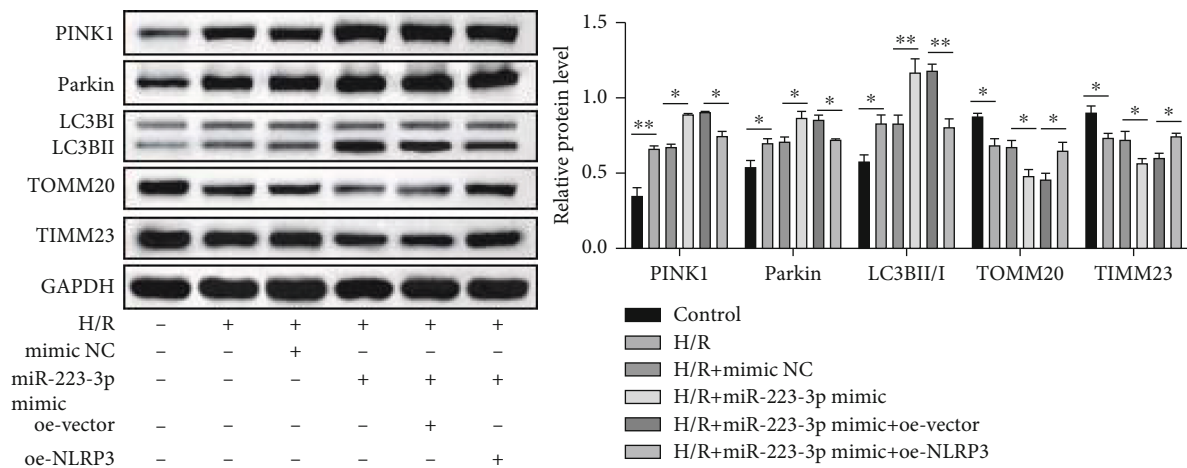 PINK1
Parkin
LC3BI
LC3BII
TOMM20
TIMM23
GAPDH
H/R – + + + + +
mimic NC – – + – – –
miR-223-3p – – – + + +
mimic
oe-vector – – – – + –
oe-NLRP3 – – – – – +
Relative protein level
1.5
1.0
0.5
0.0
** * *
* * *
* ** **
* * *
* * *
PINK1 Parkin LC3BII/I TOMM20 TIMM23
Control
H/R
H/R+mimic NC
H/R+miR-223-3p mimic
H/R+miR-223-3p mimic+oe-vector
H/R+miR-223-3p mimic+oe-NLRP3